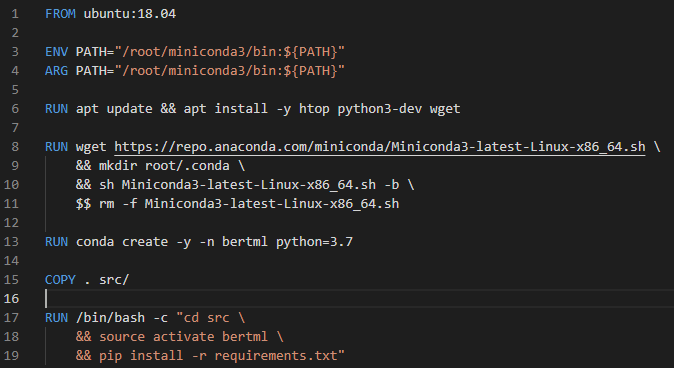 1 FROM ubuntu:18.04
2
3 ENV PATH="/root/miniconda3/bin:${PATH}"
4 ARG PATH="/root/miniconda3/bin:${PATH}"
5
6 RUN apt update && apt install -y htop python3-dev wget
7
8 RUN wget https://repo.anaconda.com/miniconda/Miniconda3-latest-Linux-x86_64.sh \
9 && mkdir root/.conda \
10 && sh Miniconda3-latest-Linux-x86_64.sh -b \
11 $$ rm -f Miniconda3-latest-Linux-x86_64.sh
12
13 RUN conda create -y -n bertml python=3.7
14
15 COPY . src/
16
17 RUN /bin/bash -c "cd src \
18 && source activate bertml \
19 && pip install -r requirements.txt"